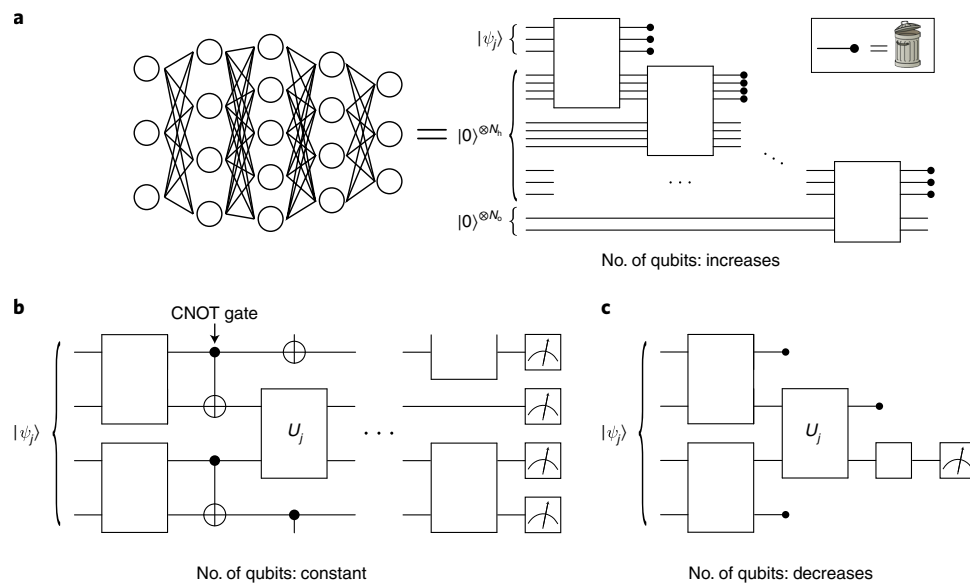 a
|ψj⟩
=
=
|0⟩⊗Nh
. . .
. . .
|0⟩⊗No
No. of qubits: increases
b
c
CNOT gate
|ψj⟩
Uj
. . .
|ψj⟩
Uj
No. of qubits: constant
No. of qubits: decreases